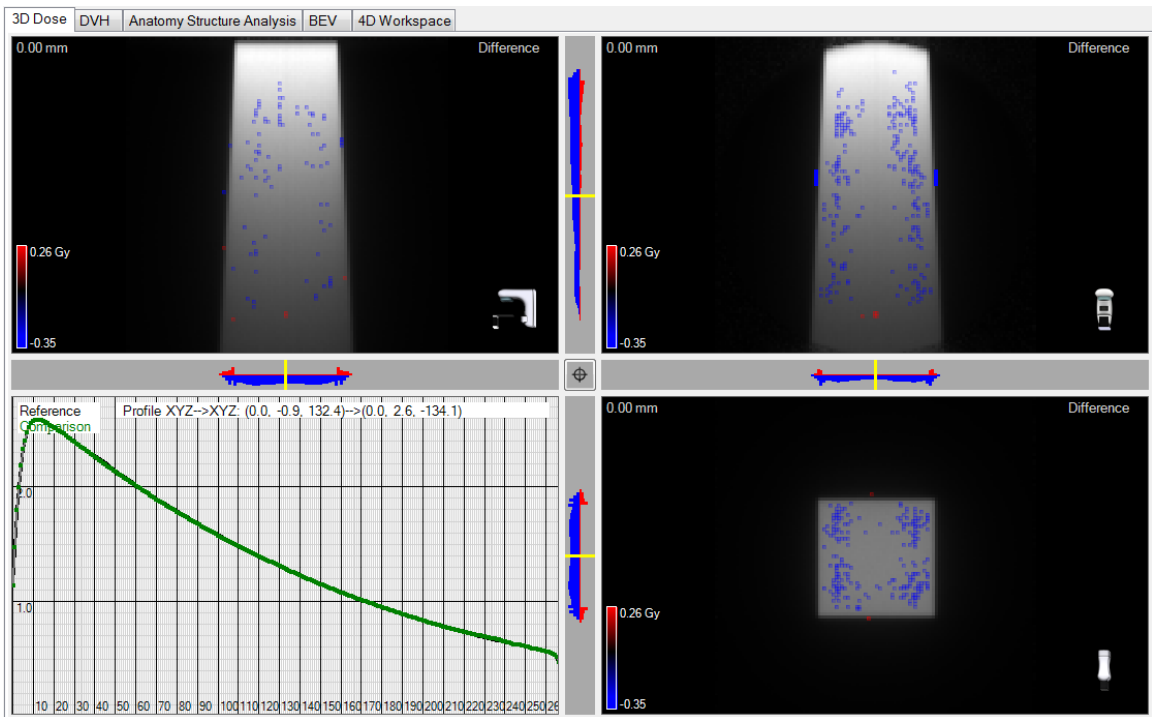 3D Dose DVH Anatomy Structure Analysis BEV 4D Workspace
0.00 mm Difference
0.26 Gy
-0.35
0.00 mm Difference
0.26 Gy
-0.35
Reference Profile XYZ-->XYZ: (0.0, -0.9, 132.4)-->(0.0, 2.6, -134.1)
Comparison
2.0
1.0
10 20 30 40 50 60 70 80 90 100 110 120 130 140 150 160 170 180 190 200 210 220 230 240 250 26
0.00 mm Difference
0.26 Gy
-0.35